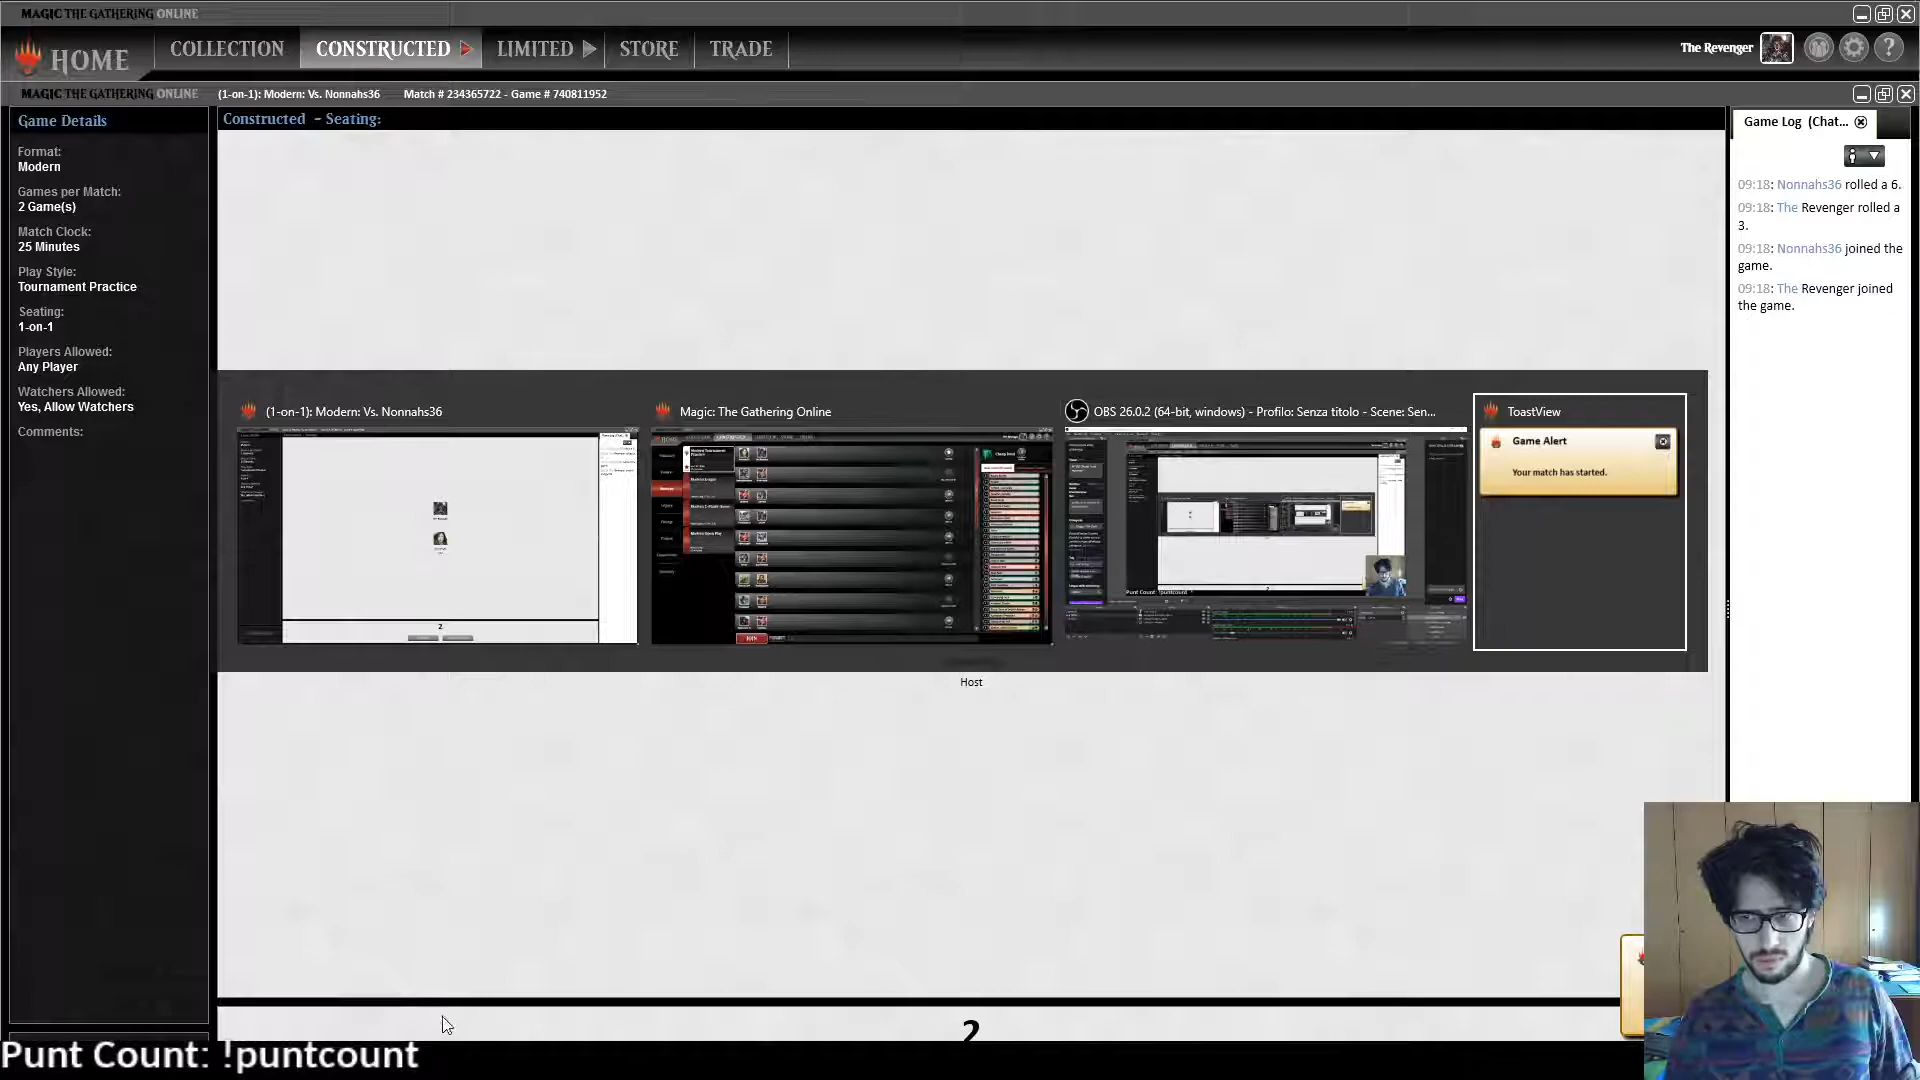 MAGIC THE GATHERING ONLINE
HOME
COLLECTION
CONSTRUCTED
LIMITED
STORE
TRADE
The Revenger
?
MAGIC THE GATHERING ONLINE
(1-on-1): Modern: Vs. Nonnahs36
Match # 234365722 - Game # 740811952
Game Details
Format:
Modern
Games per Match:
2 Game(s)
Match Clock:
25 Minutes
Play Style:
Tournament Practice
Seating:
1-on-1
Players Allowed:
Any Player
Watchers Allowed:
Yes, Allow Watchers
Comments:
Constructed - Seating:
(1-on-1): Modern: Vs. Nonnahs36
Magic: The Gathering Online
OBS 26.0.2 (64-bit, windows) - Profilo: Senza titolo - Scene: Sen...
ToastView
Game Alert
Your match has started.
2
Punt Count: !puntcount
Host
2
Game Log (Chat...
09:18: Nonnahs36 rolled a 6.
09:18: The Revenger rolled a
3.
09:18: Nonnahs36 joined the
game.
09:18: The Revenger joined
the game.
Punt Count: !puntcount